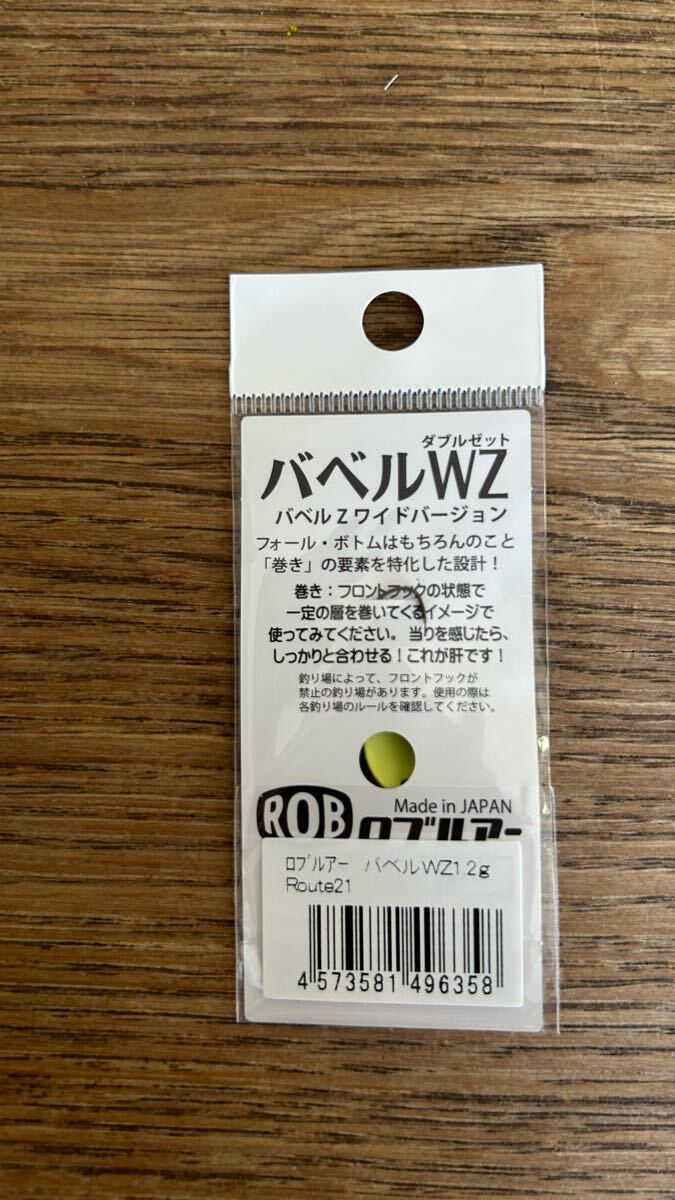 ダブルゼット
バベルWZ
バベルZワイドバージョン
フォール・ボトムはもちろんのこと
「巻き」の要素を特化した設計！
巻き：フロントフックの状態で
一定の層を巻いてくるイメージで
使ってみてください。当りを感じたら、
しっかりと合わせる！これが肝です！
釣り場によって、フロントフックが
禁止の釣り場があります。使用の際は
各釣り場のルールを確認してください。
Made in JAPAN
ROB ロブルアー
ﾛﾌﾞﾙｱｰ バベルWZ1 2g
Route21
4 573581 496358